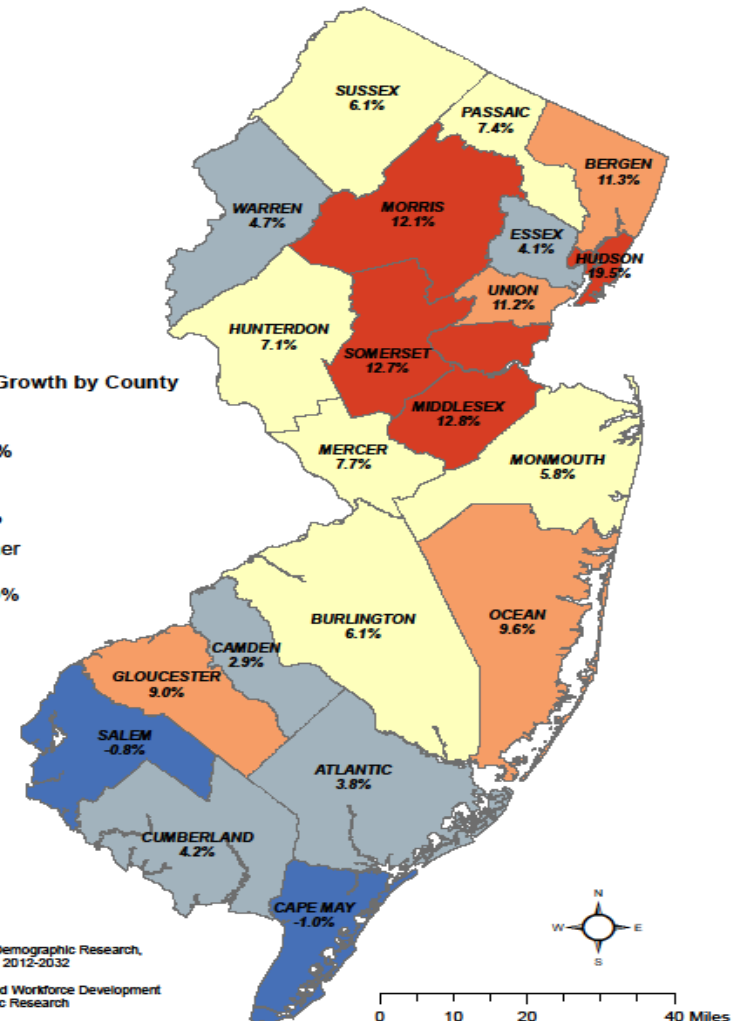 SUSSEX
6.1%
PASSAIC
7.4%
BERGEN
11.3%
WARREN
4.7%
MORRIS
12.1%
ESSEX
4.1%
HUDSON
19.5%
UNION
11.2%
HUNTERDON
7.1%
SOMERSET
12.7%
Growth by County
MIDDLESEX
12.8%
%
MERCER
7.7%
MONMOUTH
5.8%
er
%
BURLINGTON
6.1%
OCEAN
9.6%
CAMDEN
2.9%
GLOUCESTER
9.0%
SALEM
-0.8%
ATLANTIC
3.8%
CUMBERLAND
4.2%
CAPE MAY
-1.0%
N
W E
S
Demographic Research,
2012-2032
d Workforce Development
c Research
0 10 20 40 Miles